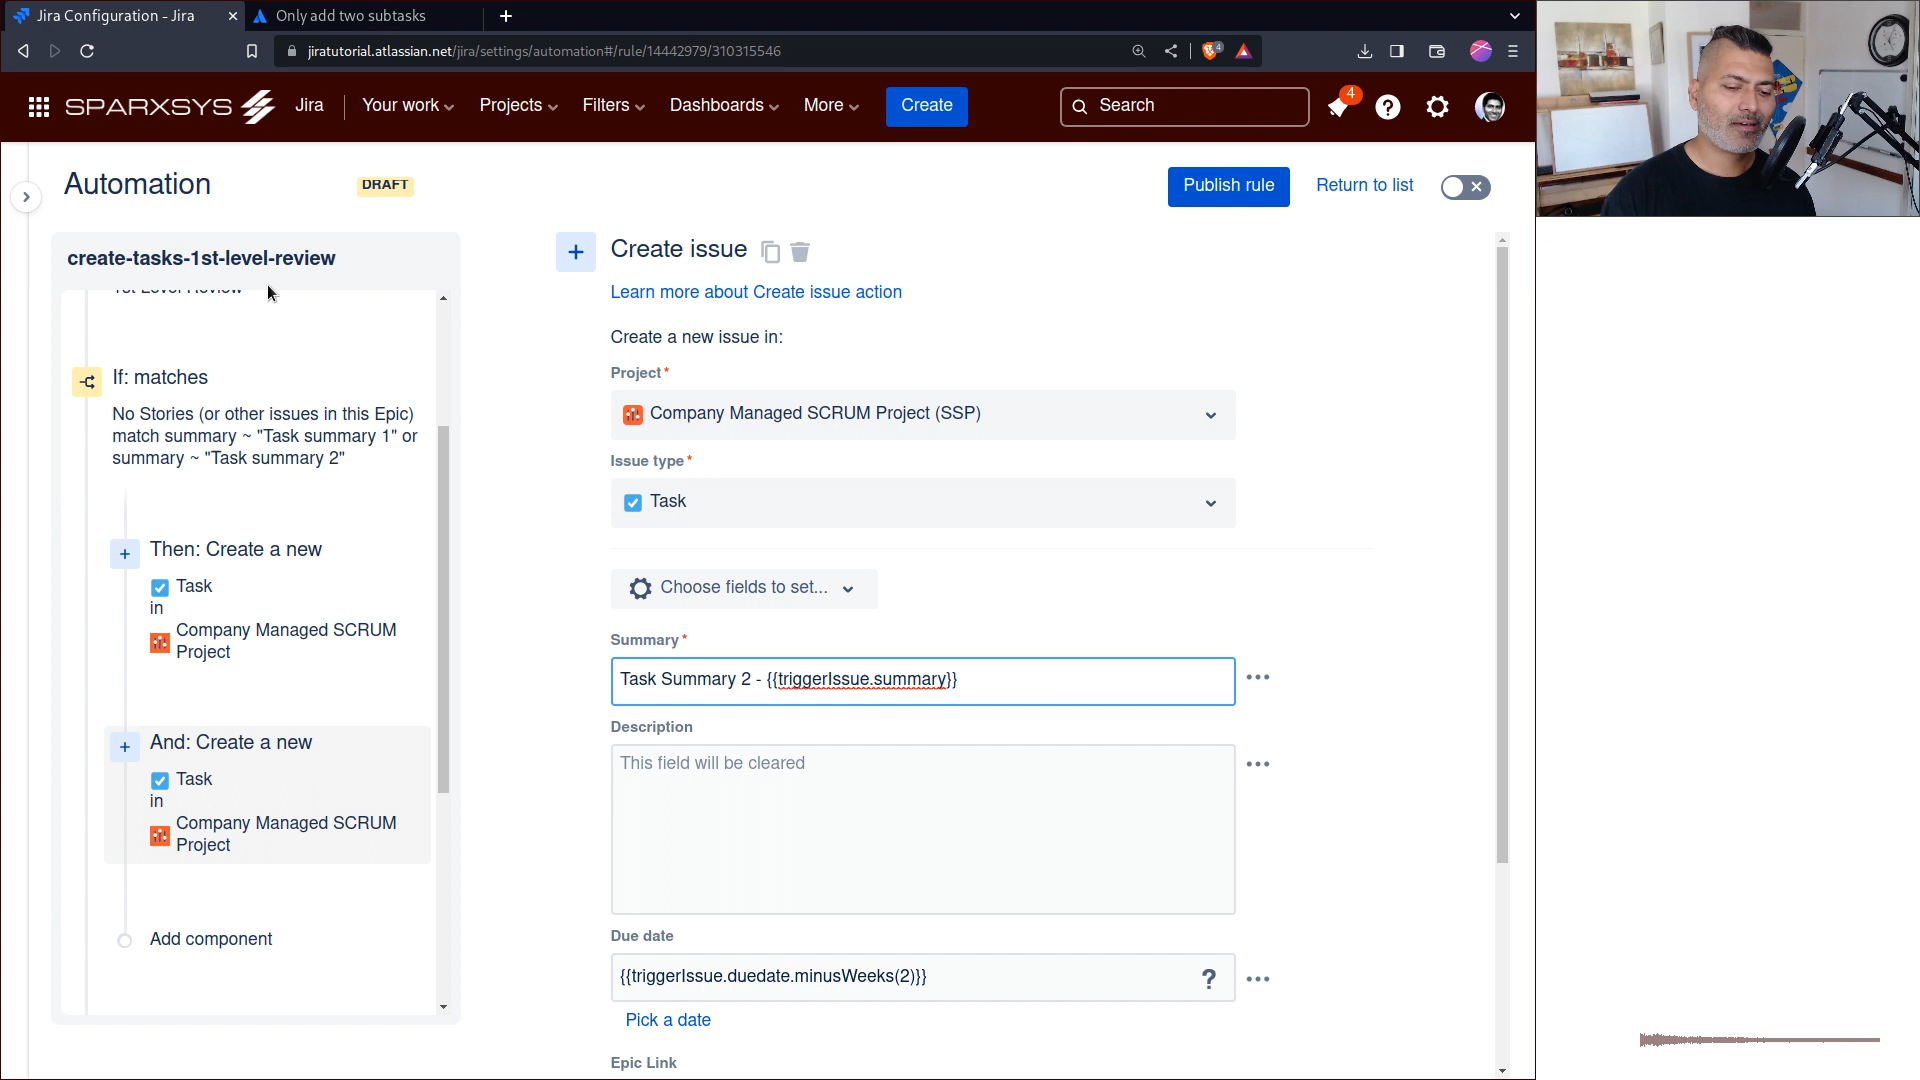 Jira Configuration - Jira
Only add two subtasks
jiratutorial.atlassian.net/jira/settings/automation#/rule/14442979/310315546
4
SPARXSYS Jira Your work Projects Filters Dashboards More Create Search 4
Automation
DRAFT
Publish rule
Return to list
create-tasks-1st-level-review
1st Level Review
If: matches
No Stories (or other issues in this Epic)
match summary ~ "Task summary 1" or
summary ~ "Task summary 2"
Then: Create a new
Task
in
Company Managed SCRUM
Project
And: Create a new
Task
in
Company Managed SCRUM
Project
Add component
Create issue
Learn more about Create issue action
Create a new issue in:
Project*
Company Managed SCRUM Project (SSP)
Issue type*
Task
Choose fields to set...
Summary*
Task Summary 2 - {{triggerIssue.summary}}
Description
This field will be cleared
Due date
{{triggerIssue.duedate.minusWeeks(2)}}
?
Pick a date
Epic Link